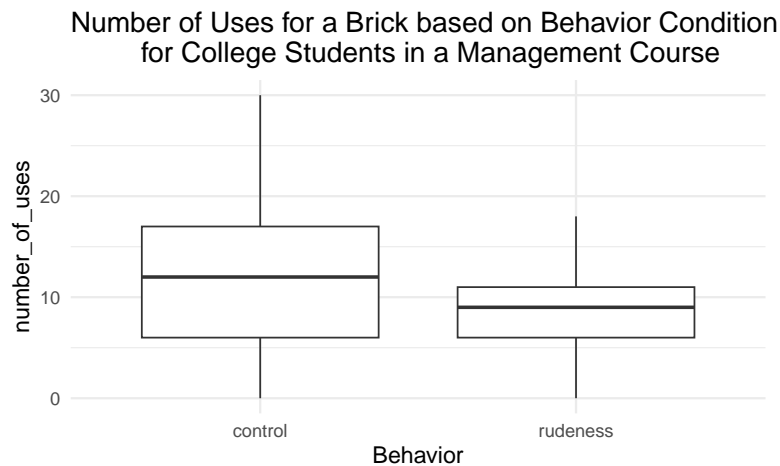 Number of Uses for a Brick based on Behavior Condition
for College Students in a Management Course
30
20
10
0
number_of_uses
control
rudeness
Behavior